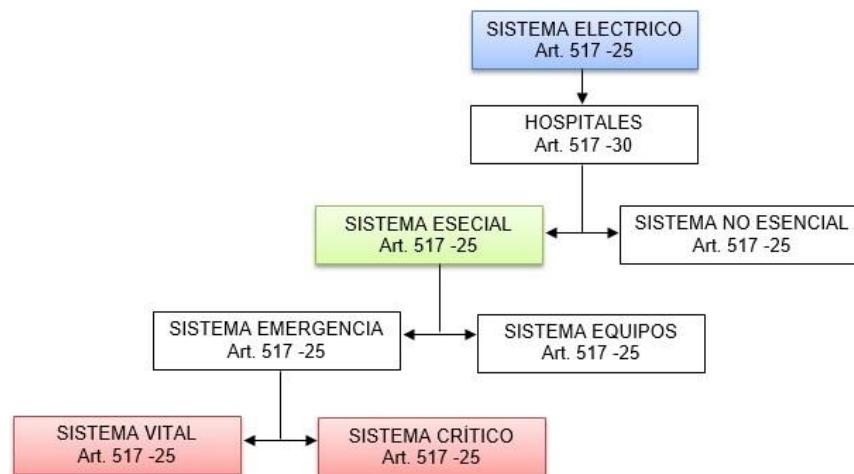 SISTEMA ELECTRICO
Art. 517 -25
HOSPITALES
Art. 517 -30
SISTEMA ESECIAL
Art. 517 -25
SISTEMA NO ESENCIAL
Art. 517 -25
SISTEMA EMERGENCIA
Art. 517 -25
SISTEMA EQUIPOS
Art. 517 -25
SISTEMA VITAL
Art. 517 -25
SISTEMA CRÍTICO
Art. 517 -25